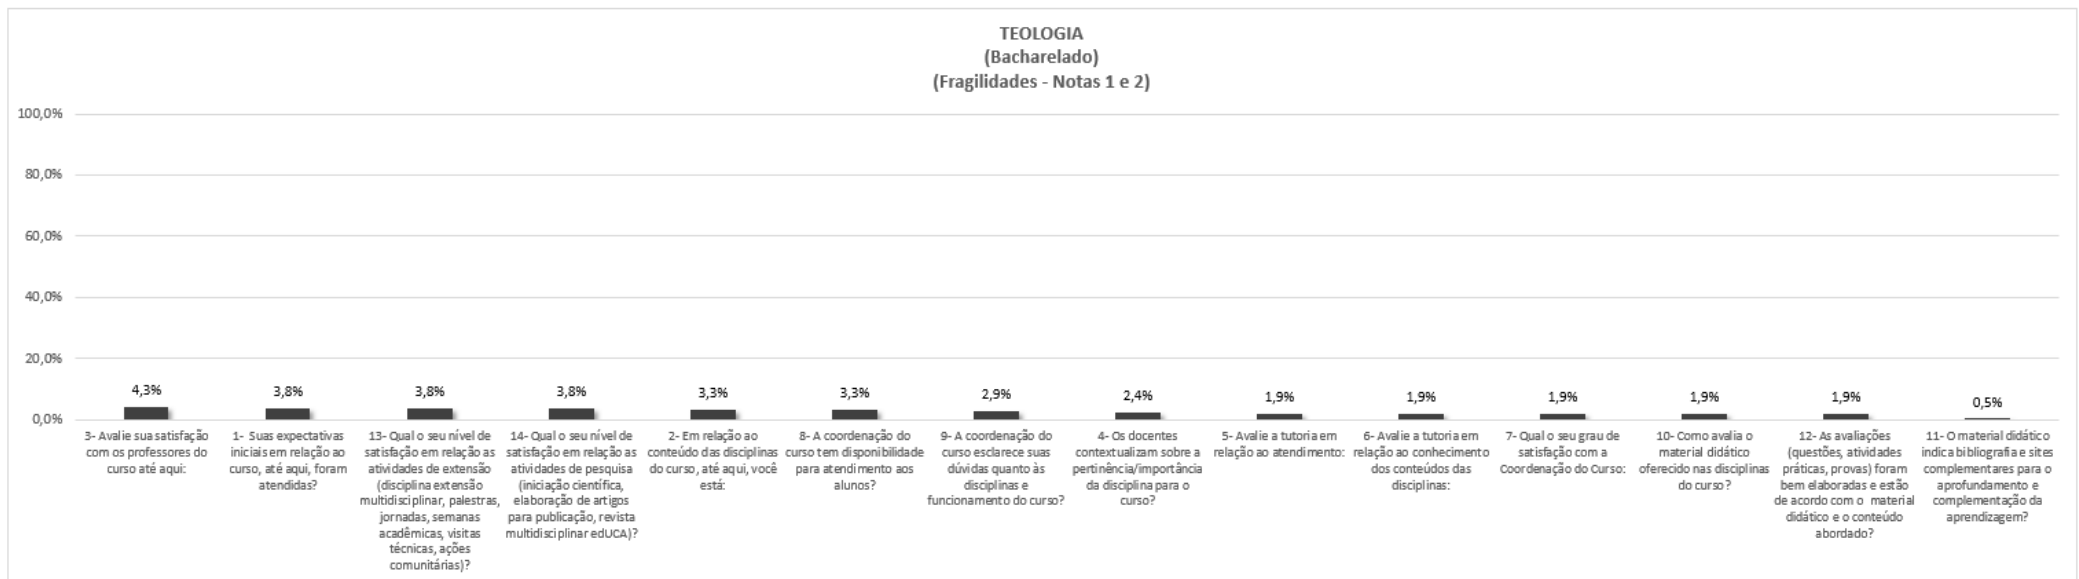 TEOLOGIA
(Bacharelado)
(Fragilidades - Notas 1 e 2)
100,0%
80,0%
60,0%
40,0%
20,0%
0,0%
4,3%
3,8%
3,8%
3,8%
3,3%
3,3%
2,9%
2,4%
1,9%
1,9%
1,9%
1,9%
1,9%
0,5%
3- Avalie sua satisfação
com os professores do
curso até aqui:
1- Suas expectativas
iniciais em relação ao
curso, até aqui, foram
atendidas?
13- Qual o seu nível de
satisfação em relação as
atividades de extensão
(disciplina extensão
multidisciplinar, palestras,
jornadas, semanas
acadêmicas, visitas
técnicas, ações
comunitárias)?
14- Qual o seu nível de
satisfação em relação as
atividades de pesquisa
(iniciação científica,
elaboração de artigos
para publicação, revista
multidisciplinar edUCA)?
2- Em relação ao
conteúdo das disciplinas
do curso, até aqui, você
está:
8- A coordenação do
curso tem disponibilidade
para atendimento aos
alunos?
9- A coordenação do
curso esclarece suas
dúvidas quanto às
disciplinas e
funcionamento do curso?
4- Os docentes
contextualizam sobre a
pertinência/importância
da disciplina para o
curso?
5- Avalie a tutoria em
relação ao atendimento:
6- Avalie a tutoria em
relação ao conhecimento
dos conteúdos das
disciplinas:
7- Qual o seu grau de
satisfação com a
Coordenação do Curso:
10- Como avalia o
material didático
oferecido nas disciplinas
do curso ?
12- As avaliações
(questões, atividades
práticas, provas) foram
bem elaboradas e estão
de acordo com o material
didático e o conteúdo
abordado?
11- O material didático
indica bibliografia e sites
complementares para o
aprofundamento e
complementação da
aprendizagem?